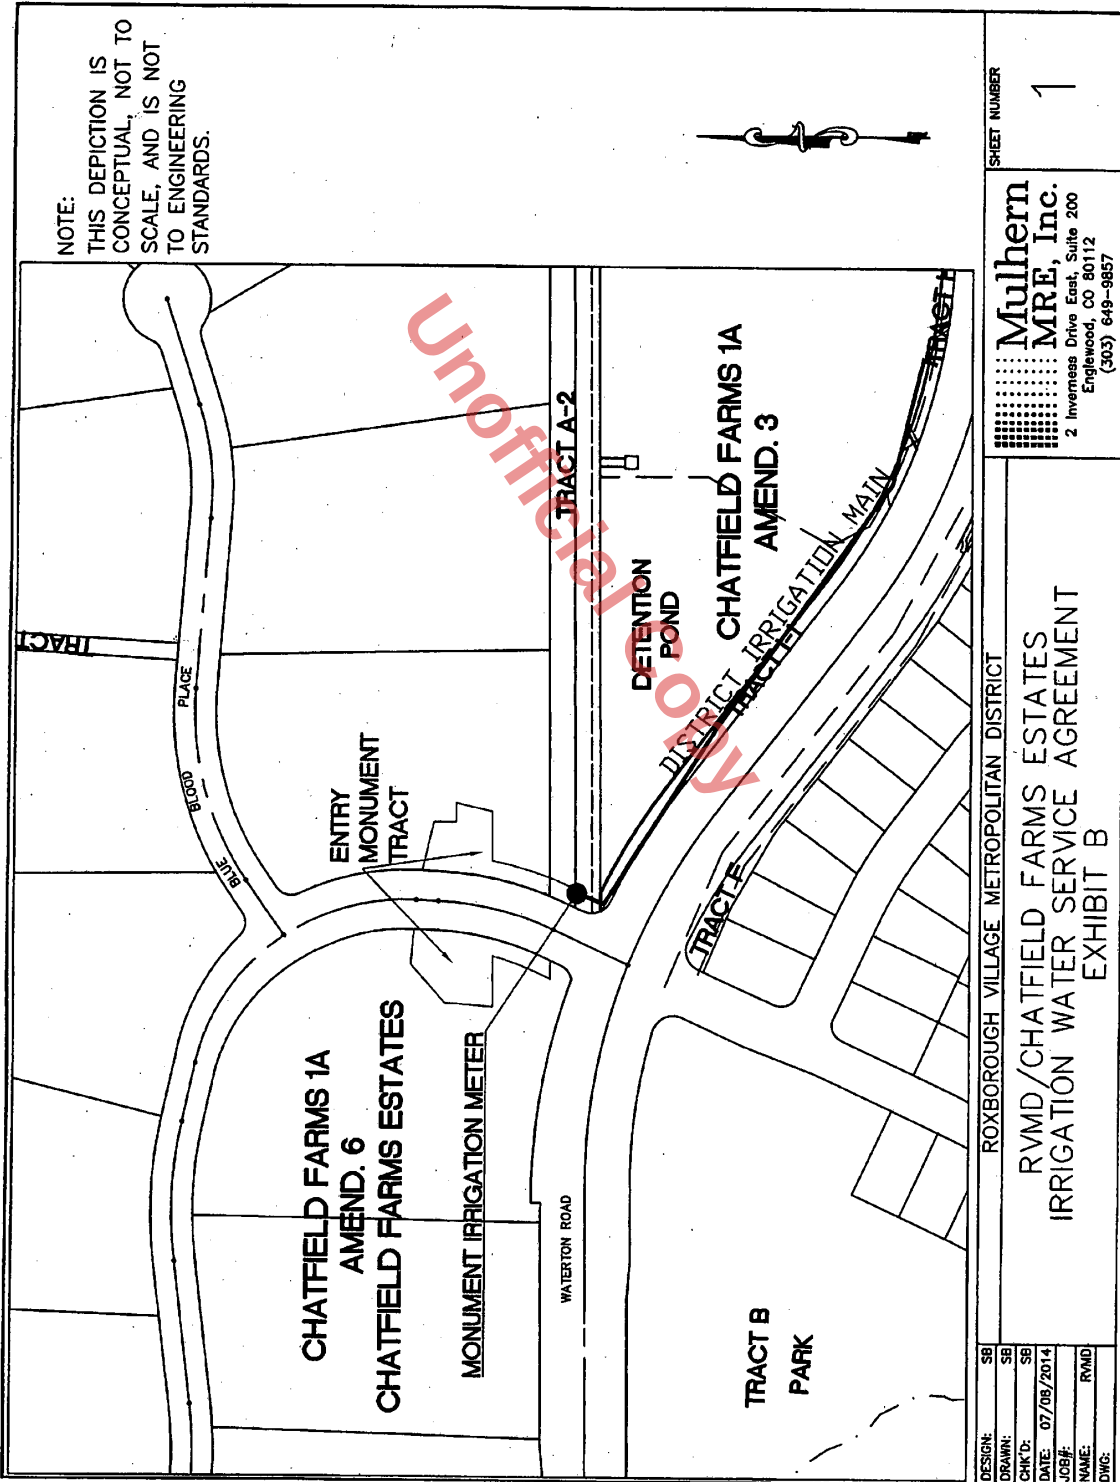 NOTE:
THIS DEPICTION IS
CONCEPTUAL, NOT TO
SCALE, AND IS NOT
TO ENGINEERING
STANDARDS.
TRACT
BLUE BLOOD PLACE
ENTRY
MONUMENT
TRACT
CHATFIELD FARMS 1A
AMEND. 6
CHATFIELD FARMS ESTATES
MONUMENT IRRIGATION METER
WATERTON ROAD
TRACT B
PARK
TRACT A-2
DETENTION
POND
CHATFIELD FARMS 1A
AMEND. 3
DISTRICT IRRIGATION MAIN
TRACT F
Unofficial Copy
DESIGN: SB
DRAWN: SB
CHK'D: SB
DATE: 07/08/2014
JOB#:
NAME: RVMD
DWG:
ROXBOROUGH VILLAGE METROPOLITAN DISTRICT
RVMD/CHATFIELD FARMS ESTATES
IRRIGATION WATER SERVICE AGREEMENT
EXHIBIT B
Mulhern
MRE, Inc.
2 Inverness Drive East, Suite 200
Englewood, CO 80112
(303) 649-9857
SHEET NUMBER
1